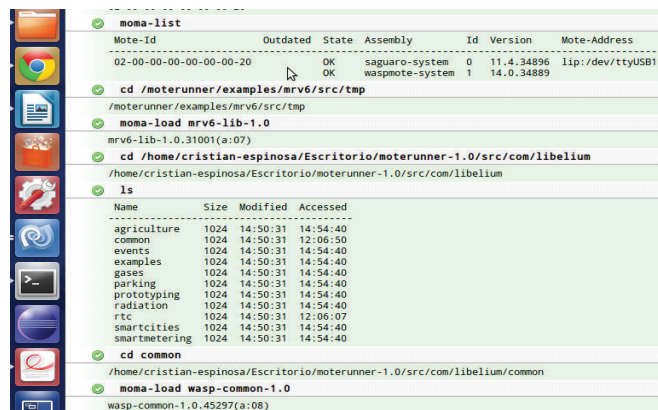 moma-list
Mote-Id Outdated State Assembly Id Version Mote-Address
02-00-00-00-00-00-00-20 OK saguaro-system 0 11.4.34896 lip:/dev/ttyUSB1
OK waspmote-system 1 14.0.34889
cd /moterunner/examples/mrv6/src/tmp
/moterunner/examples/mrv6/src/tmp
moma-load mrv6-lib-1.0
mrv6-lib-1.0.31001(a:07)
cd /home/cristian-espinosa/Escritorio/moterunner-1.0/src/com/libelium
/home/cristian-espinosa/Escritorio/moterunner-1.0/src/com/libelium
ls
Name Size Modified Accessed
agriculture 1024 14:50:31 14:54:40
common 1024 14:50:31 12:06:50
events 1024 14:50:31 14:54:40
examples 1024 14:50:31 14:54:40
gases 1024 14:50:31 14:54:40
parking 1024 14:50:31 14:54:40
prototyping 1024 14:50:31 14:54:40
radiation 1024 14:50:31 14:54:40
rtc 1024 14:50:31 12:06:07
smartcities 1024 14:50:31 14:54:40
smartmetering 1024 14:50:31 14:54:40
cd common
/home/cristian-espinosa/Escritorio/moterunner-1.0/src/com/libelium/common
moma-load wasp-common-1.0
wasp-common-1.0.45297(a:08)